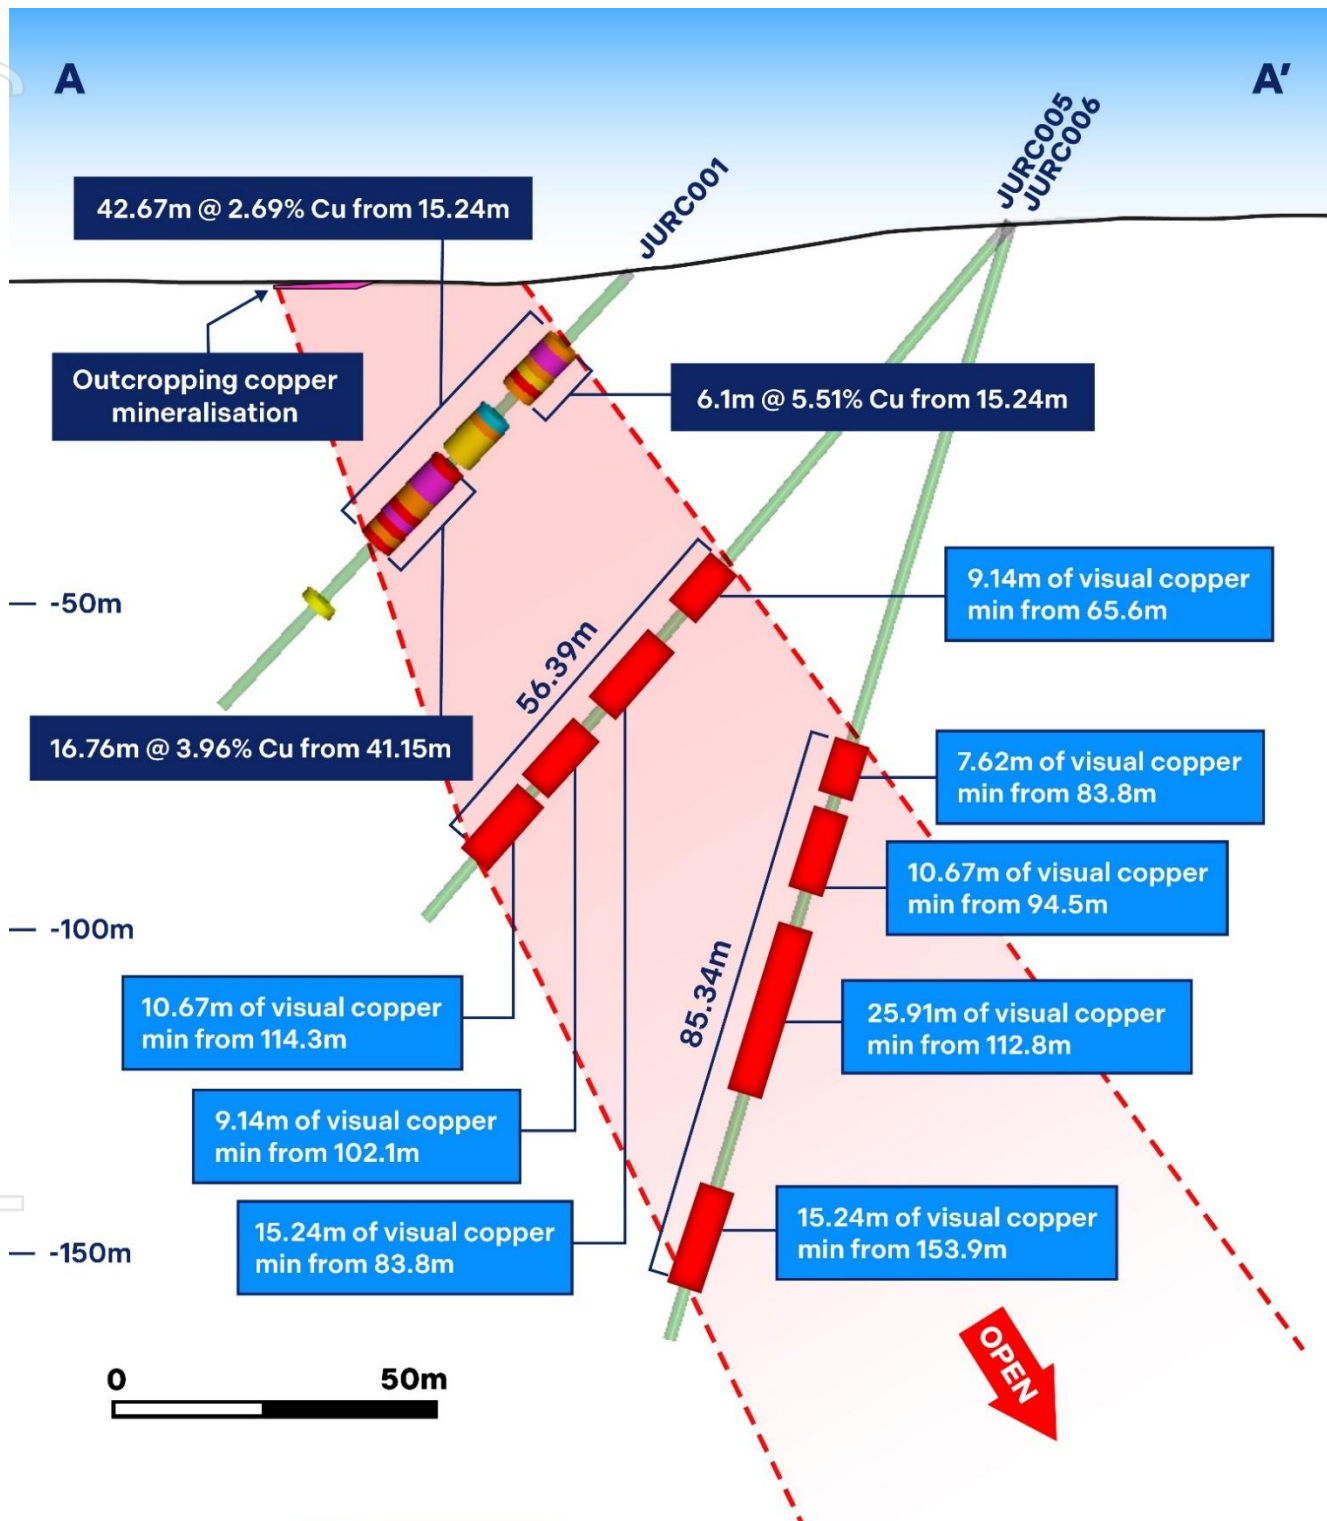 A
A'
JURC001
JURC005
JURC006
42.67m @ 2.69% Cu from 15.24m
Outcropping copper
mineralisation
6.1m @ 5.51% Cu from 15.24m
-50m
9.14m of visual copper
min from 65.6m
56.39m
16.76m @ 3.96% Cu from 41.15m
7.62m of visual copper
min from 83.8m
10.67m of visual copper
min from 94.5m
-100m
85.34m
10.67m of visual copper
min from 114.3m
25.91m of visual copper
min from 112.8m
9.14m of visual copper
min from 102.1m
15.24m of visual copper
min from 83.8m
15.24m of visual copper
min from 153.9m
-150m
OPEN
0
50m